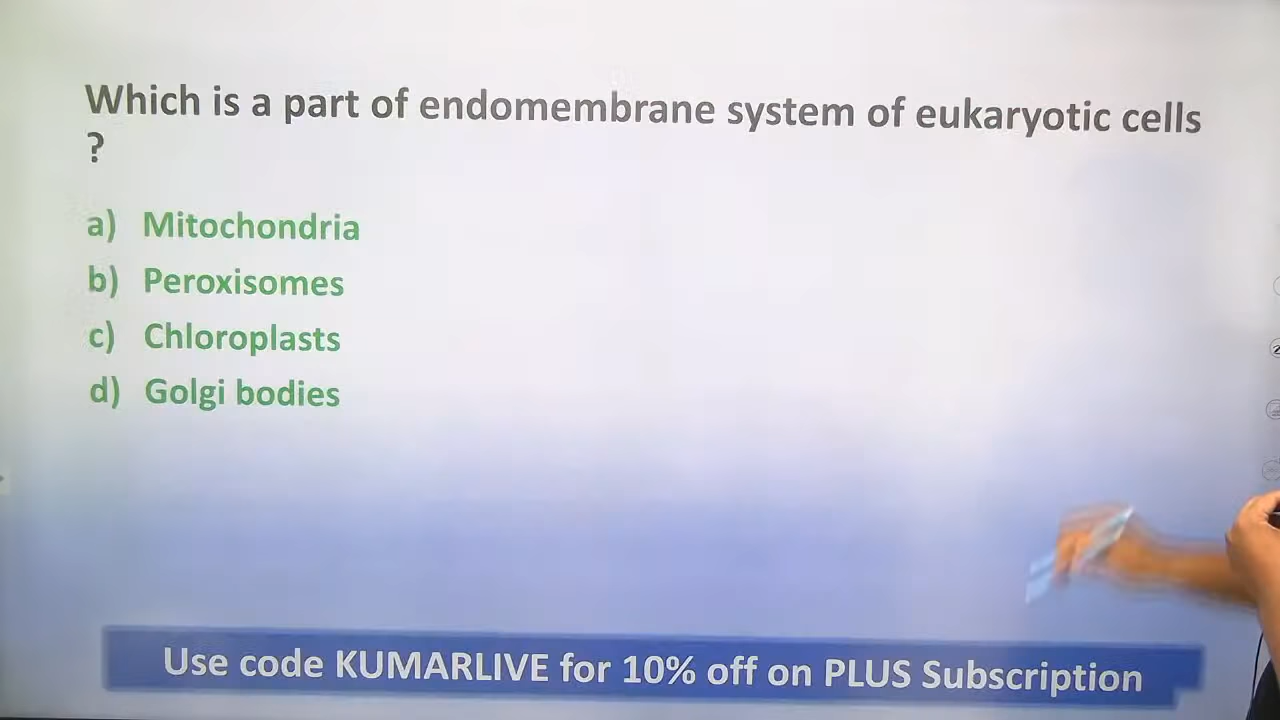 Which is a part of endomembrane system of eukaryotic cells
?
a) Mitochondria
b) Peroxisomes
c) Chloroplasts
d) Golgi bodies
Use code KUMARLIVE for 10% off on PLUS Subscription